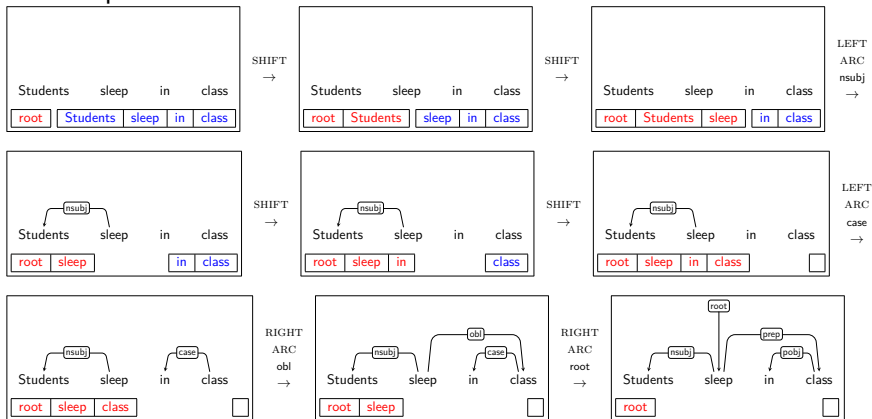 Students sleep in class
root Students sleep in class
SHIFT
→
Students sleep in class
root Students sleep in class
SHIFT
→
Students sleep in class
root Students sleep in class
LEFT
ARC
nsubj
→
nsubj
Students sleep in class
root sleep in class
SHIFT
→
nsubj
Students sleep in class
root sleep in class
SHIFT
→
nsubj
Students sleep in class
root sleep in class
LEFT
ARC
case
→
nsubj case
Students sleep in class
root sleep class
RIGHT
ARC
obl
→
obl
nsubj case
Students sleep in class
root sleep
RIGHT
ARC
root
→
root
prep
nsubj pobj
Students sleep in class
root